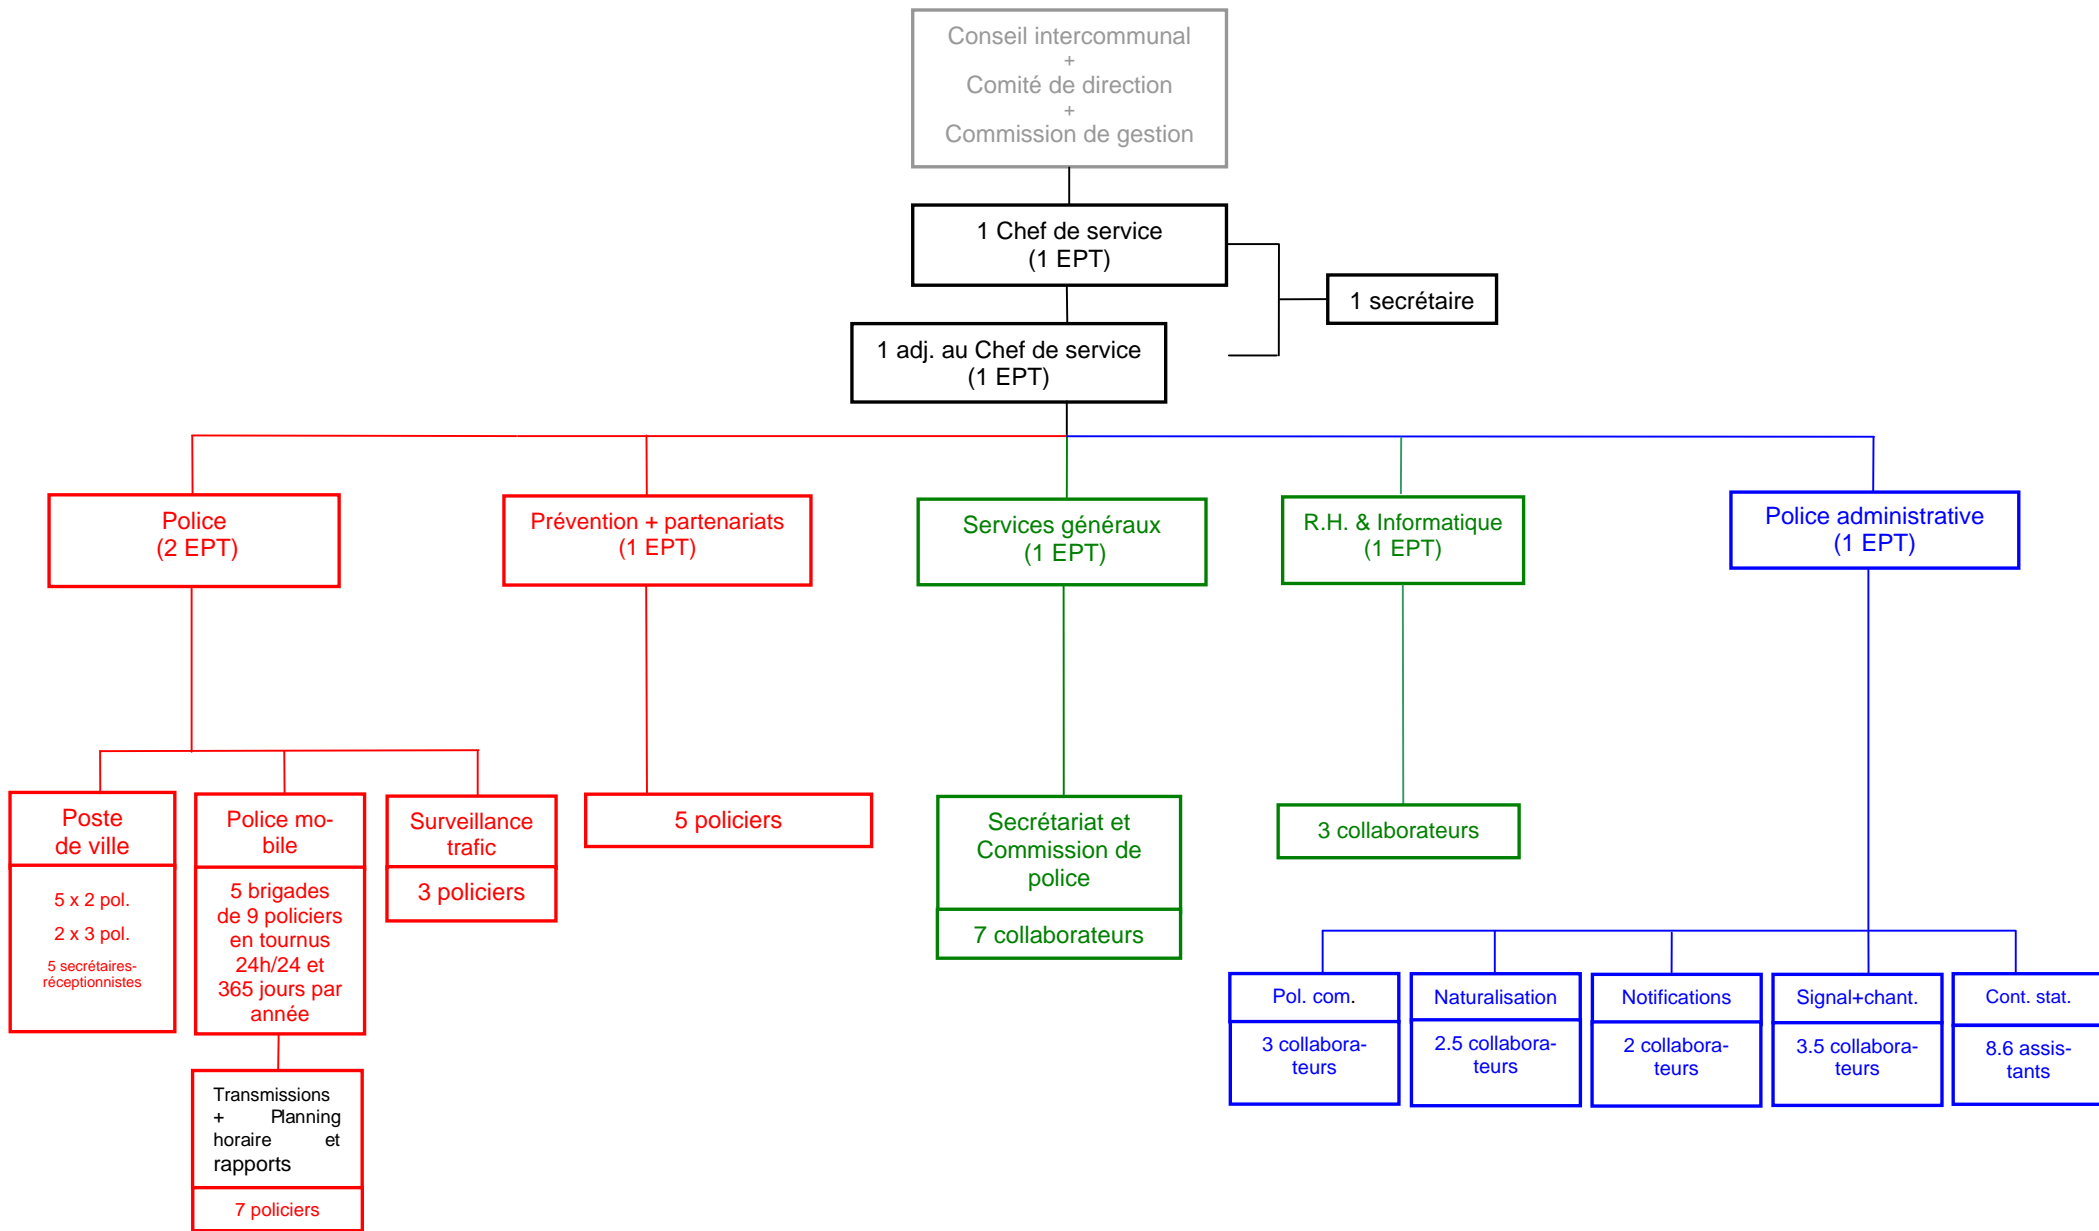 Conseil intercommunal
+
Comité de direction
+
Commission de gestion
1 Chef de service
(1 EPT)
1 secrétaire
1 adj. au Chef de service
(1 EPT)
Police
(2 EPT)
Prévention + partenariats
(1 EPT)
Services généraux
(1 EPT)
R.H. & Informatique
(1 EPT)
Police administrative
(1 EPT)
Poste
de ville
5 x 2 pol.
2 x 3 pol.
5 secrétaires-
réceptionnistes
Police mo-
bile
5 brigades
de 9 policiers
en tournus
24h/24 et
365 jours par
année
Transmissions
+ Planning
horaire et
rapports
7 policiers
Surveillance
trafic
3 policiers
5 policiers
Secrétariat et
Commission de
police
7 collaborateurs
3 collaborateurs
Pol. com.
3 collabora-
teurs
Naturalisation
2.5 collabora-
teurs
Notifications
2 collabora-
teurs
Signal+chant.
3.5 collabora-
teurs
Cont. stat.
8.6 assis-
tants